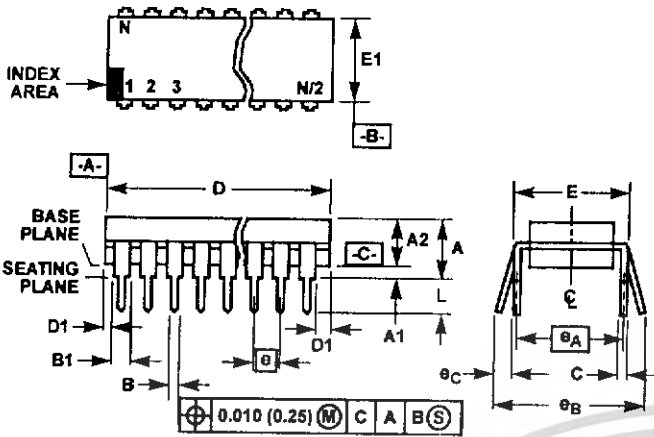 N
INDEX
AREA
1 2 3
N/2
E1
-B-
-A-
D
E
BASE
PLANE
A2
A
-C-
SEATING
PLANE
L
D1
B1
B
e
D1
A1
eA
eC
C
eB
⌖ 0.010 (0.25) Ⓜ C A B Ⓢ
℄